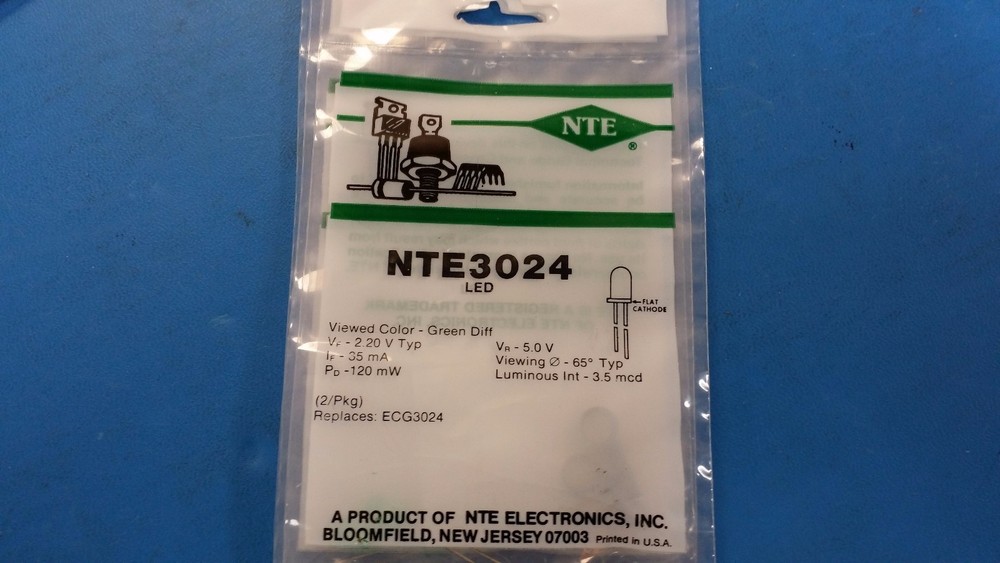 NTE ®
NTE3024
LED
FLAT
CATHODE
Viewed Color - Green Diff
VF - 2.20 V Typ
IF - 35 mA
PD -120 mW
VR - 5.0 V
Viewing ∅ - 65° Typ
Luminous Int - 3.5 mcd
(2/Pkg)
Replaces: ECG3024
A PRODUCT OF NTE ELECTRONICS, INC.
BLOOMFIELD, NEW JERSEY 07003 Printed in U.S.A.